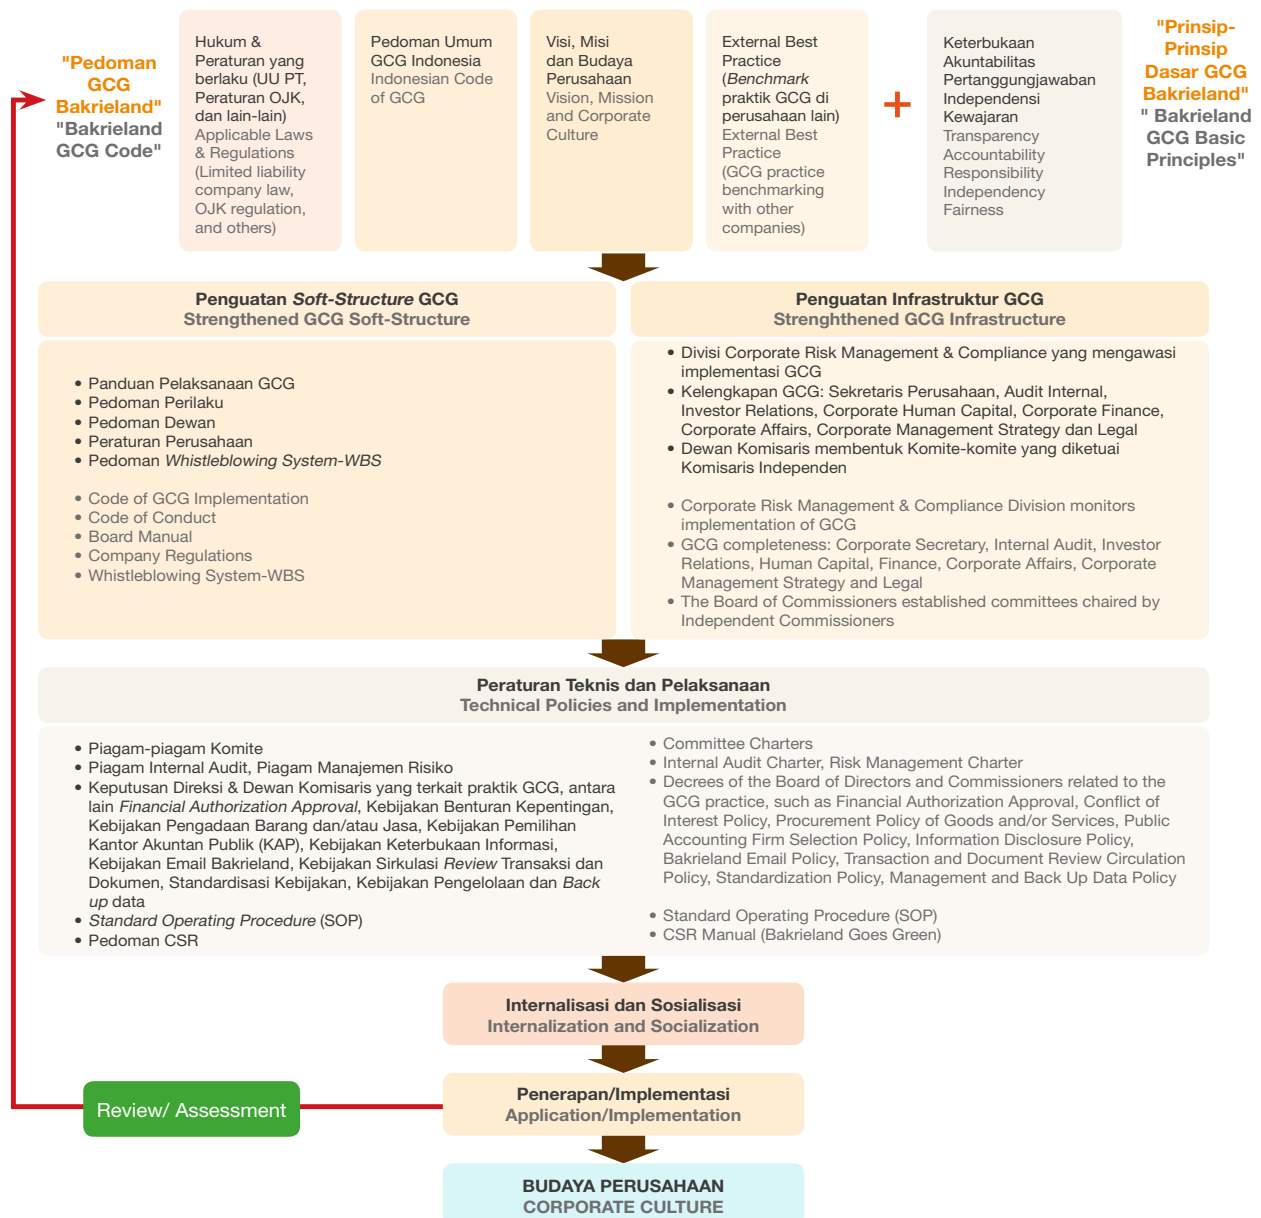 "Pedoman
GCG
Bakrieland"
"Bakrieland
GCG Code"
Hukum &
Peraturan yang
berlaku (UU PT,
Peraturan OJK,
dan lain-lain)
Applicable Laws
& Regulations
(Limited liability
company law,
OJK regulation,
and others)
Pedoman Umum
GCG Indonesia
Indonesian Code
of GCG
Visi, Misi
dan Budaya
Perusahaan
Vision, Mission
and Corporate
Culture
External Best
Practice
(Benchmark
praktik GCG di
perusahaan lain)
External Best
Practice
(GCG practice
benchmarking
with other
companies)
+
Keterbukaan
Akuntabilitas
Pertanggungjawaban
Independensi
Kewajaran
Transparency
Accountability
Responsibility
Independency
Fairness
"Prinsip-
Prinsip
Dasar GCG
Bakrieland"
" Bakrieland
GCG Basic
Principles"
Penguatan Soft-Structure GCG
Strengthened GCG Soft-Structure
• Panduan Pelaksanaan GCG
• Pedoman Perilaku
• Pedoman Dewan
• Peraturan Perusahaan
• Pedoman Whistleblowing System-WBS
• Code of GCG Implementation
• Code of Conduct
• Board Manual
• Company Regulations
• Whistleblowing System-WBS
Penguatan Infrastruktur GCG
Strenghthened GCG Infrastructure
• Divisi Corporate Risk Management & Compliance yang mengawasi
implementasi GCG
• Kelengkapan GCG: Sekretaris Perusahaan, Audit Internal,
Investor Relations, Corporate Human Capital, Corporate Finance,
Corporate Affairs, Corporate Management Strategy dan Legal
• Dewan Komisaris membentuk Komite-komite yang diketuai
Komisaris Independen
• Corporate Risk Management & Compliance Division monitors
implementation of GCG
• GCG completeness: Corporate Secretary, Internal Audit, Investor
Relations, Human Capital, Finance, Corporate Affairs, Corporate
Management Strategy and Legal
• The Board of Commissioners established committees chaired by
Independent Commissioners
Peraturan Teknis dan Pelaksanaan
Technical Policies and Implementation
• Piagam-piagam Komite
• Piagam Internal Audit, Piagam Manajemen Risiko
• Keputusan Direksi & Dewan Komisaris yang terkait praktik GCG, antara
lain Financial Authorization Approval, Kebijakan Benturan Kepentingan,
Kebijakan Pengadaan Barang dan/atau Jasa, Kebijakan Pemilihan
Kantor Akuntan Publik (KAP), Kebijakan Keterbukaan Informasi,
Kebijakan Email Bakrieland, Kebijakan Sirkulasi Review Transaksi dan
Dokumen, Standardisasi Kebijakan, Kebijakan Pengelolaan dan Back
up data
• Standard Operating Procedure (SOP)
• Pedoman CSR
• Committee Charters
• Internal Audit Charter, Risk Management Charter
• Decrees of the Board of Directors and Commissioners related to the
GCG practice, such as Financial Authorization Approval, Conflict of
Interest Policy, Procurement Policy of Goods and/or Services, Public
Accounting Firm Selection Policy, Information Disclosure Policy,
Bakrieland Email Policy, Transaction and Document Review Circulation
Policy, Standardization Policy, Management and Back Up Data Policy
• Standard Operating Procedure (SOP)
• CSR Manual (Bakrieland Goes Green)
Internalisasi dan Sosialisasi
Internalization and Socialization
Review/ Assessment
Penerapan/Implementasi
Application/Implementation
BUDAYA PERUSAHAAN
CORPORATE CULTURE